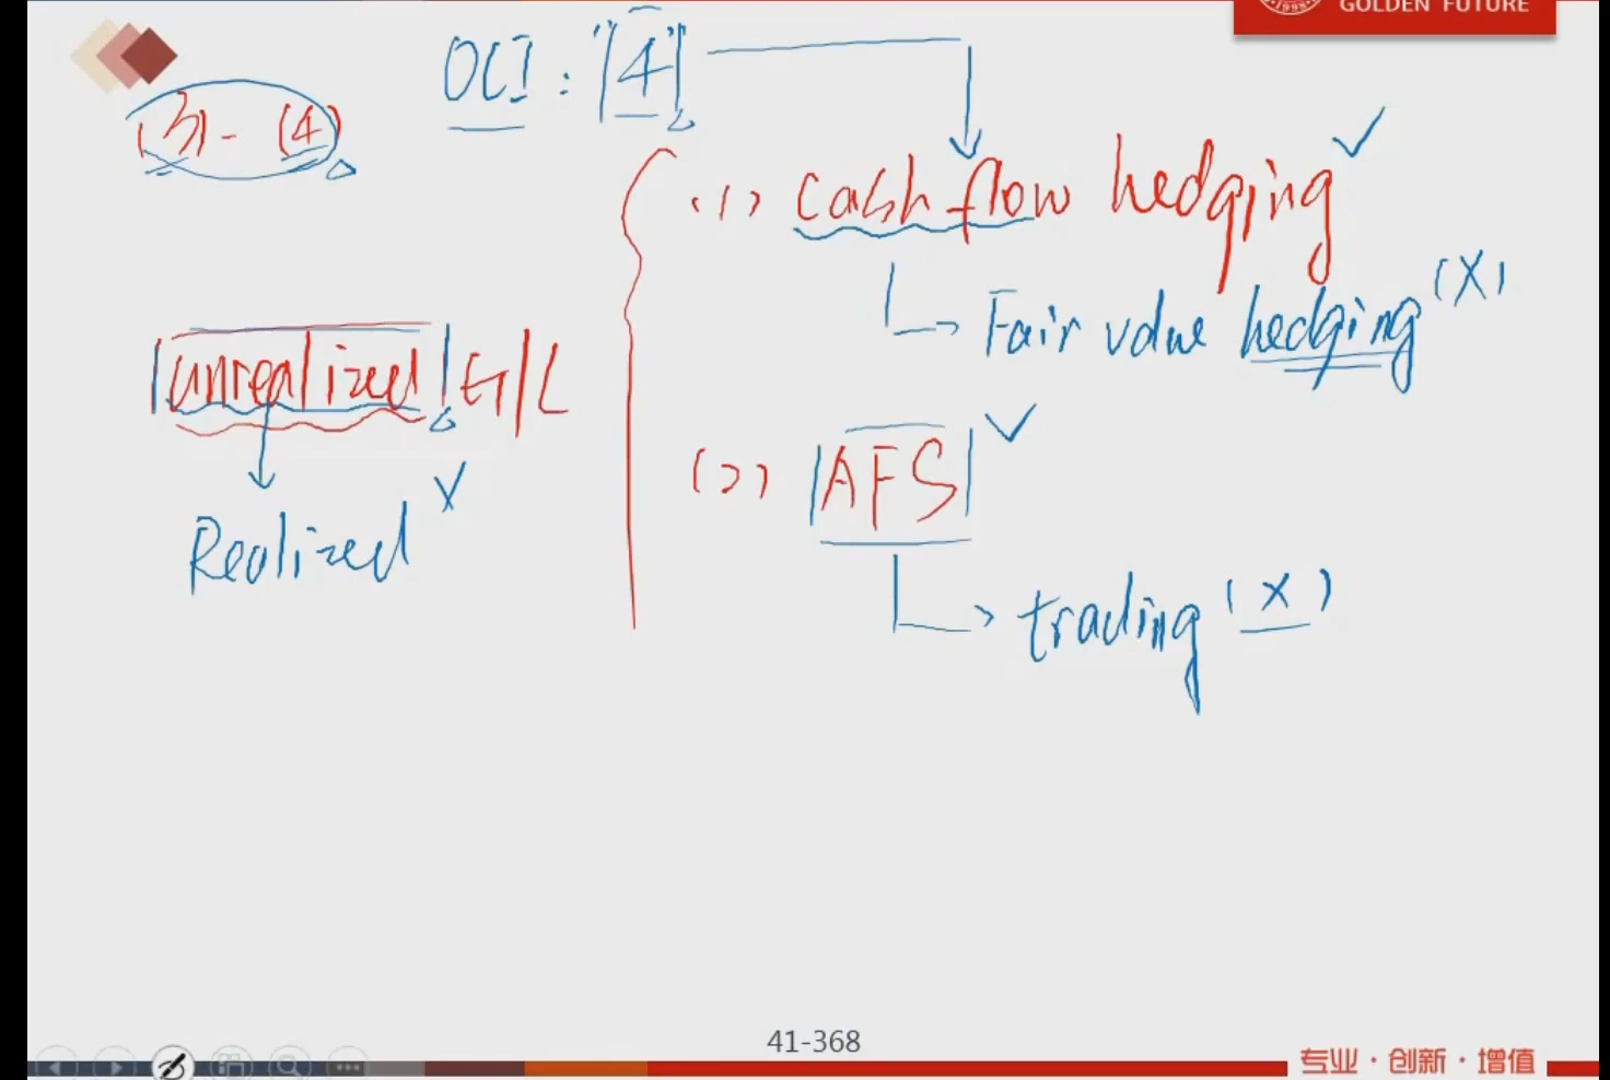 GOLDEN FUTURE
1998
OCI : "4"
(3) - (4)
(1) cash flow hedging ✓
Fair value hedging (X)
unrealized G/L
(2) AFS ✓
Realized X
trading (X)
41-368
专业·创新·增值